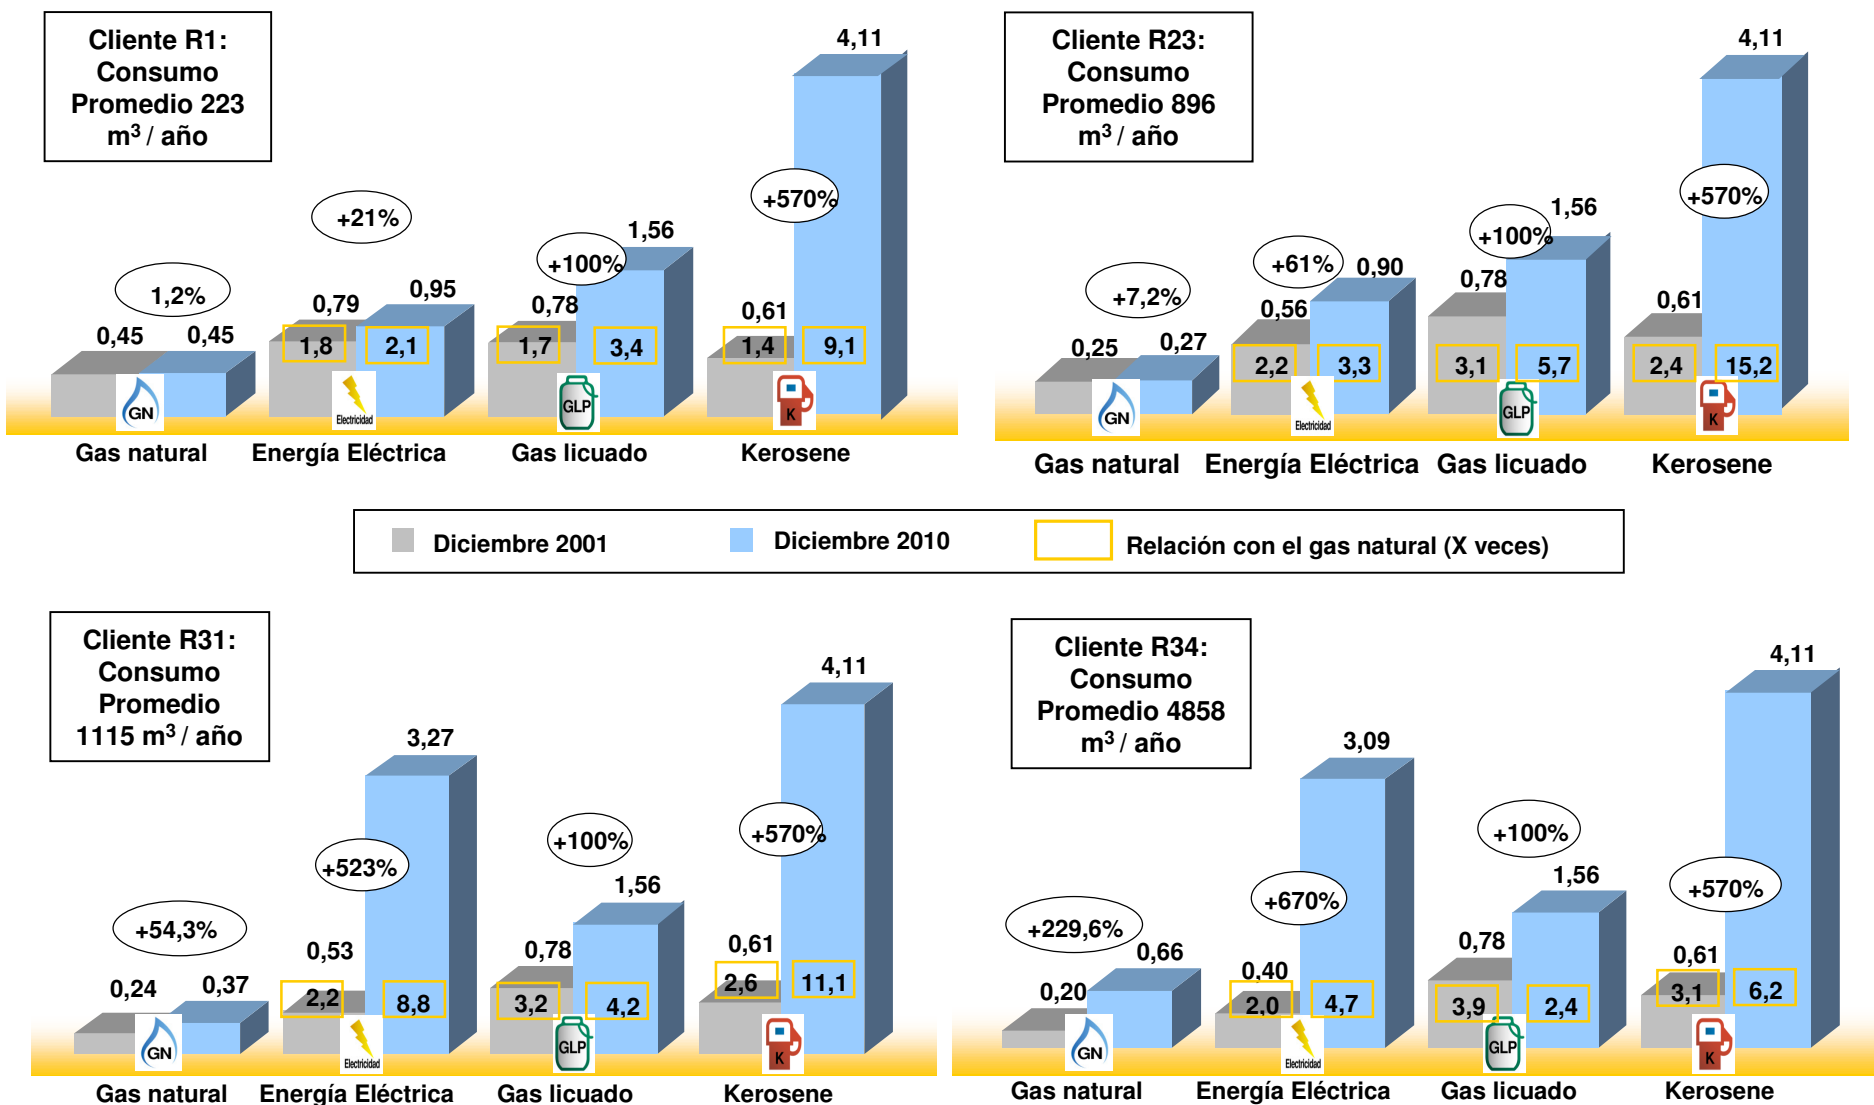 Cliente R1:
Consumo
Promedio 223
m³ / año
4,11
+570%
+21%
1,56
+100%
1,2%
0,79
0,95
0,78
0,61
0,45
0,45
1,8
2,1
1,7
3,4
1,4
9,1
GN
Electricidad
GLP
K
Gas natural
Energía Eléctrica
Gas licuado
Kerosene
Cliente R23:
Consumo
Promedio 896
m³ / año
4,11
+570%
1,56
+100%
+61%
0,90
0,78
+7,2%
0,56
0,61
0,25
0,27
2,2
3,3
3,1
5,7
2,4
15,2
GN
Electricidad
GLP
K
Gas natural
Energía Eléctrica
Gas licuado
Kerosene
Diciembre 2001
Diciembre 2010
Relación con el gas natural (X veces)
Cliente R31:
Consumo
Promedio
1115 m³ / año
4,11
3,27
+570%
+100%
+523%
1,56
+54,3%
0,53
0,78
0,61
0,24
0,37
2,2
8,8
3,2
4,2
2,6
11,1
GN
Electricidad
GLP
K
Gas natural
Energía Eléctrica
Gas licuado
Kerosene
Cliente R34:
Consumo
Promedio 4858
m³ / año
4,11
3,09
+100%
+570%
+670%
1,56
+229,6%
0,66
0,78
0,61
0,40
0,20
2,0
4,7
3,9
2,4
3,1
6,2
GN
Electricidad
GLP
K
Gas natural
Energía Eléctrica
Gas licuado
Kerosene